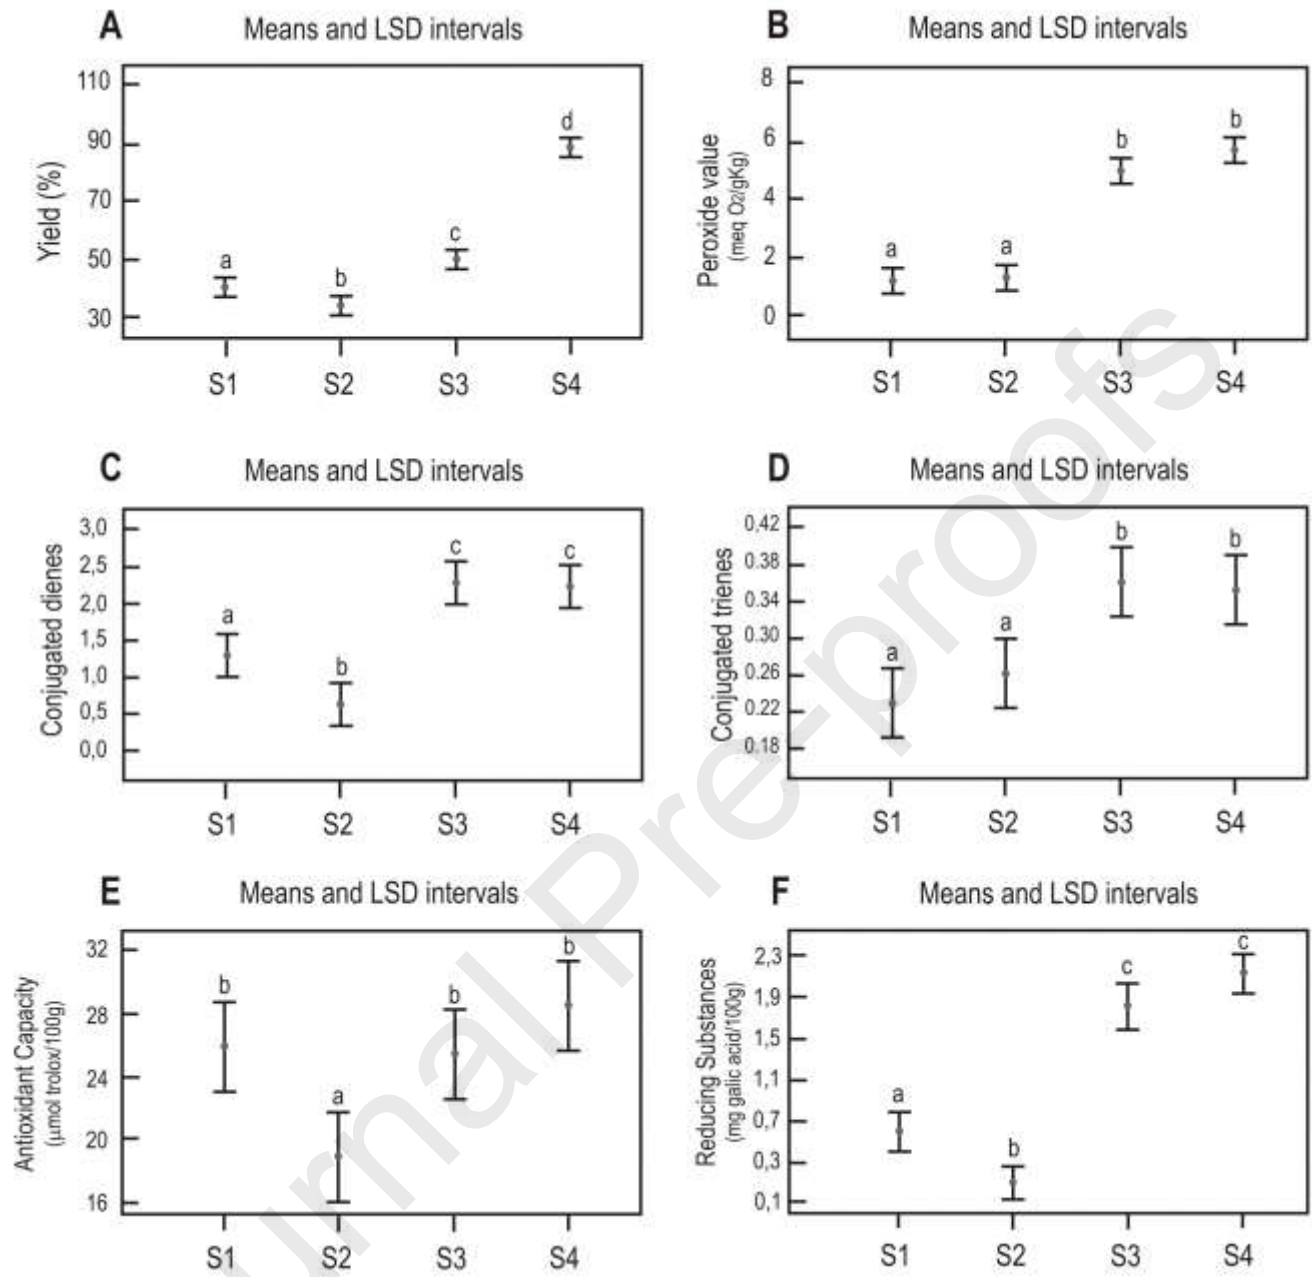 A Means and LSD intervals
Yield (%)
110
90
70
50
30
a
b
c
d
S1 S2 S3 S4
B Means and LSD intervals
Peroxide value
(meq O2/gKg)
8
6
4
2
0
a
a
b
b
S1 S2 S3 S4
C Means and LSD intervals
Conjugated dienes
3,0
2,5
2,0
1,5
1,0
0,5
0,0
a
b
c
c
S1 S2 S3 S4
D Means and LSD intervals
Conjugated trienes
0,42
0.38
0.34
0.30
0.26
0.22
0.18
a
a
b
b
S1 S2 S3 S4
E Means and LSD intervals
Antioxidant Capacity
(μmol trolox/100g)
32
28
24
20
16
b
a
b
b
S1 S2 S3 S4
F Means and LSD intervals
Reducing Substances
(mg galic acid/100g)
2,3
1,9
1,5
1,1
0,7
0,3
0,1
a
b
c
c
S1 S2 S3 S4
urnal Pre-proofs